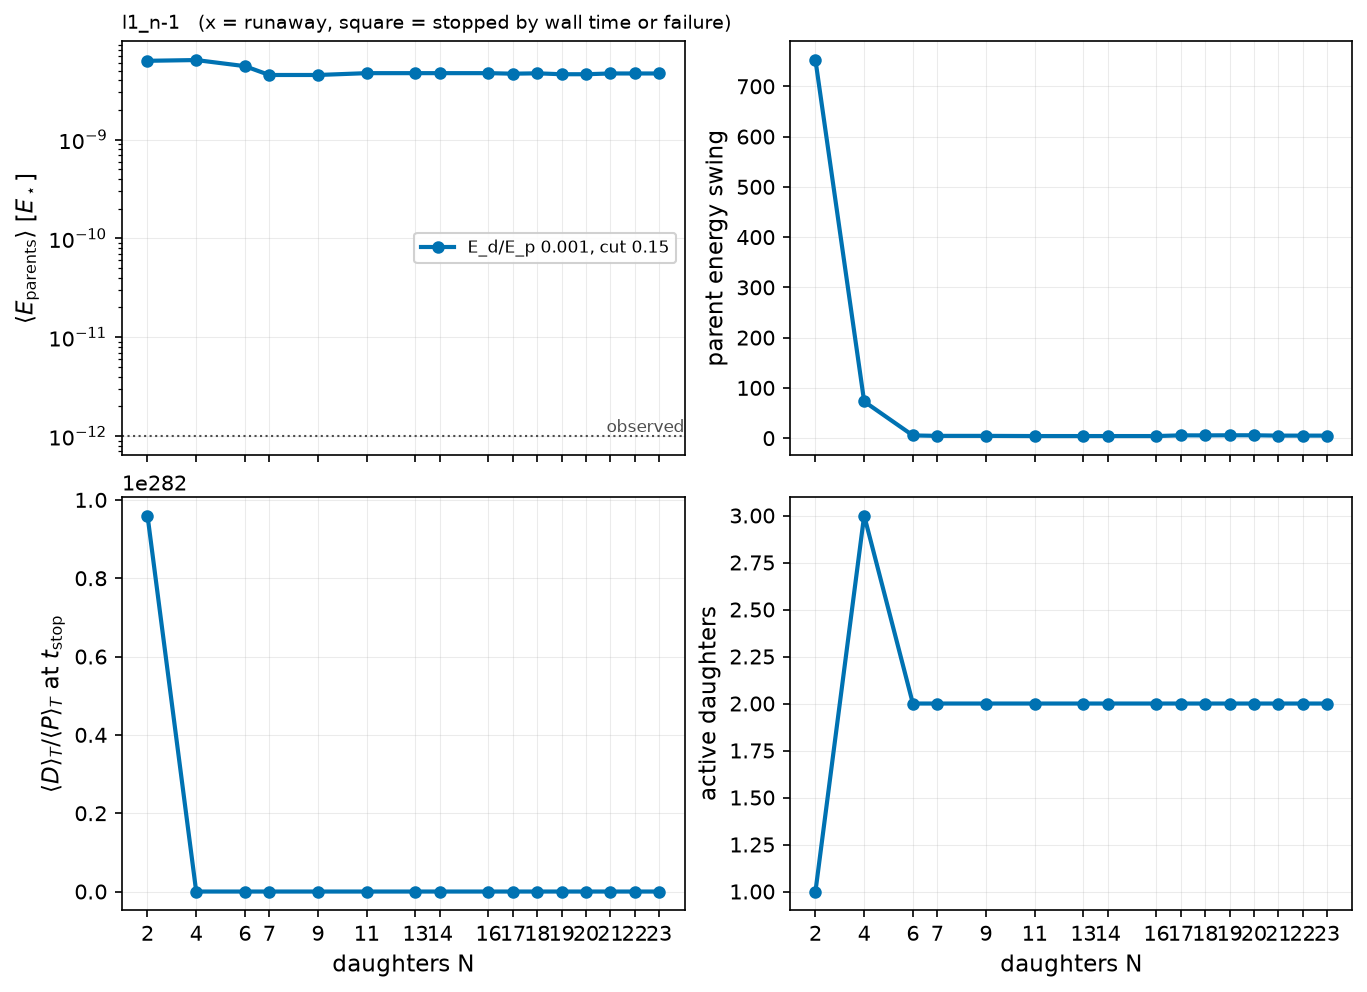 l1_n-1   (x = runaway, square = stopped by wall time or failure)
⟨E_parents⟩ [E⋆]
10⁻⁹
10⁻¹⁰
10⁻¹¹
10⁻¹²
E_d/E_p 0.001, cut 0.15
observed
parent energy swing
700
600
500
400
300
200
100
0
1e282
⟨D⟩_T/⟨P⟩_T at t_stop
1.0
0.8
0.6
0.4
0.2
0.0
2 4 6 7 9 11 13 14 16 17 18 19 20 21 22 23
daughters N
active daughters
3.00
2.75
2.50
2.25
2.00
1.75
1.50
1.25
1.00
2 4 6 7 9 11 13 14 16 17 18 19 20 21 22 23
daughters N